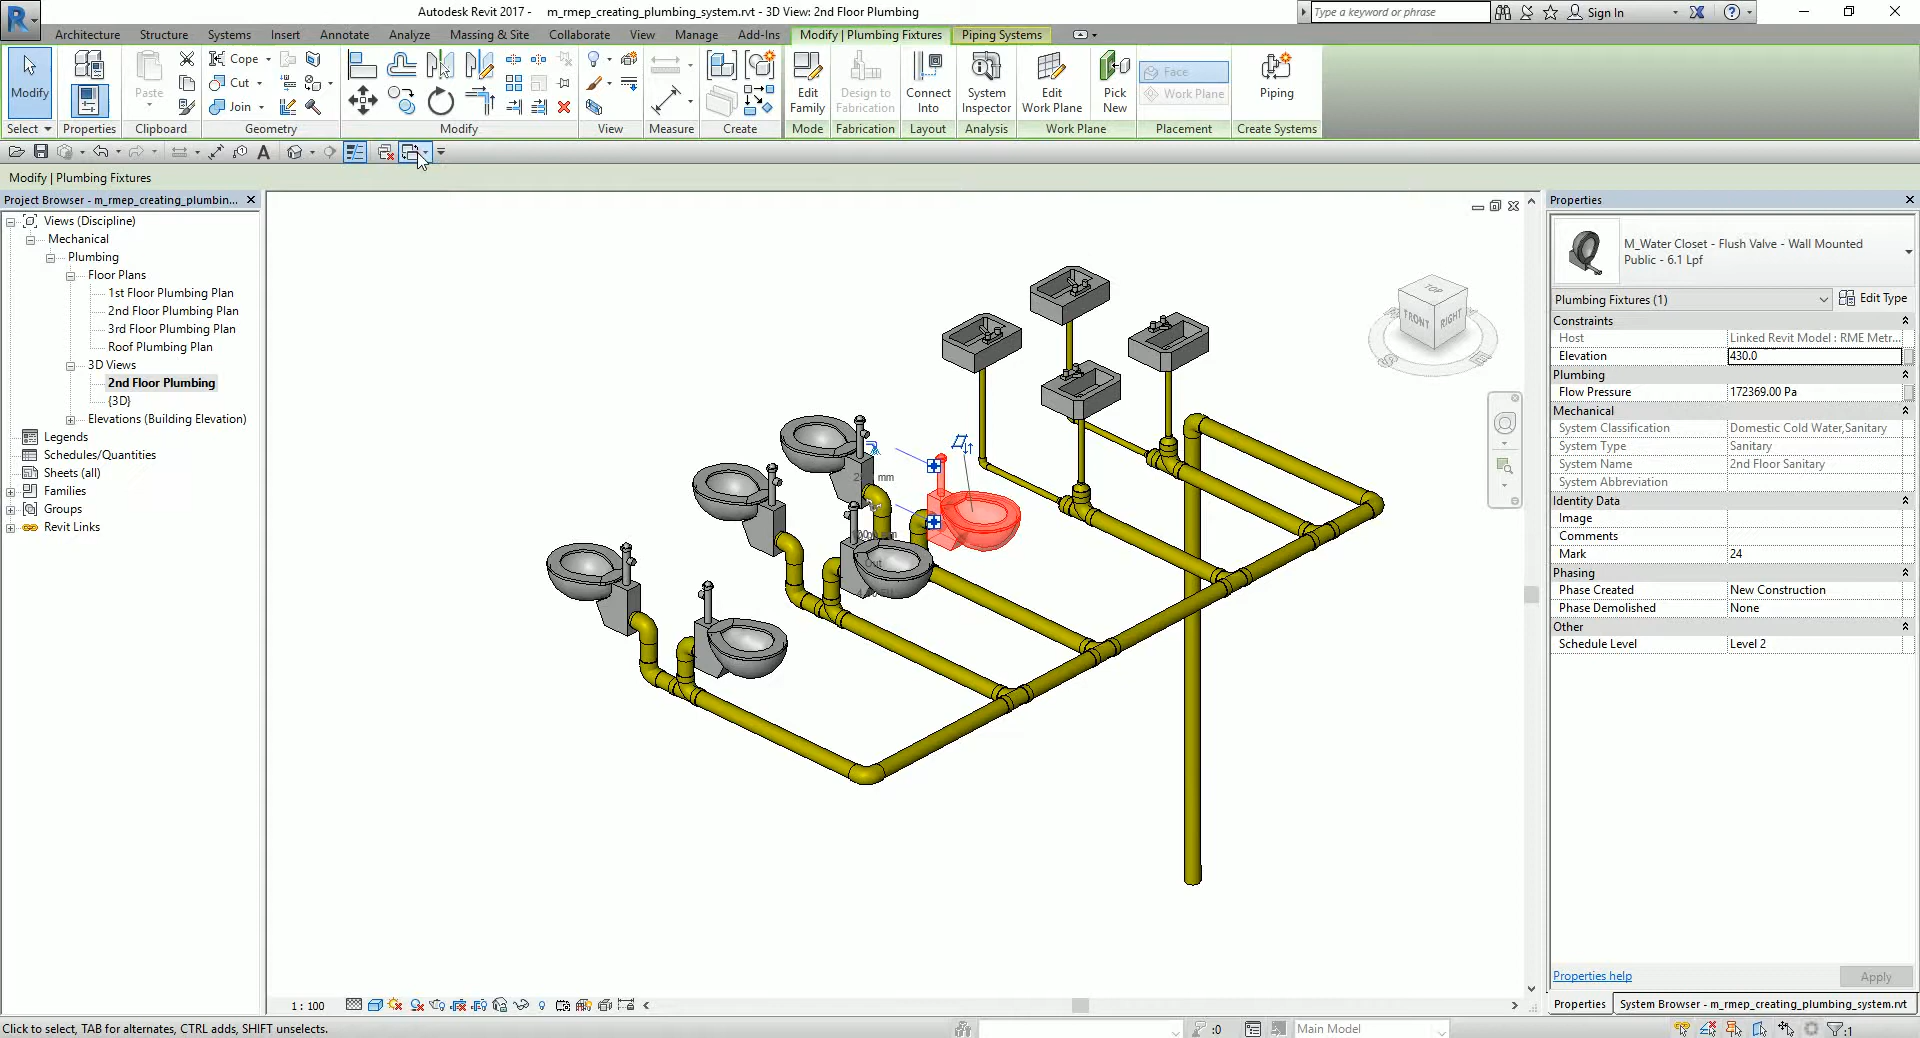 Autodesk Revit 2017 - m_rmep_creating_plumbing_system.rvt - 3D View: 2nd Floor Plumbing
Type a keyword or phrase
Sign In
Architecture Structure Systems Insert Annotate Analyze Massing & Site Collaborate View Manage Add-Ins Modify | Plumbing Fixtures Piping Systems
Modify
Paste
Cope
Cut
Join
Edit Family
Design to Fabrication
Connect Into
System Inspector
Edit Work Plane
Pick New
Face
Work Plane
Piping
Select Properties Clipboard Geometry Modify View Measure Create Mode Fabrication Layout Analysis Work Plane Placement Create Systems
Modify | Plumbing Fixtures
Project Browser - m_rmep_creating_plumbin...
Views (Discipline)
Mechanical
Plumbing
Floor Plans
1st Floor Plumbing Plan
2nd Floor Plumbing Plan
3rd Floor Plumbing Plan
Roof Plumbing Plan
3D Views
2nd Floor Plumbing
{3D}
Elevations (Building Elevation)
Legends
Schedules/Quantities
Sheets (all)
Families
Groups
Revit Links
TOP
FRONT
RIGHT
mm
Out
Properties
M_Water Closet - Flush Valve - Wall Mounted
Public - 6.1 Lpf
Plumbing Fixtures (1)
Edit Type
Constraints
Host Linked Revit Model : RME Metr...
Elevation 430.0
Plumbing
Flow Pressure 172369.00 Pa
Mechanical
System Classification Domestic Cold Water,Sanitary
System Type Sanitary
System Name 2nd Floor Sanitary
System Abbreviation
Identity Data
Image
Comments
Mark 24
Phasing
Phase Created New Construction
Phase Demolished None
Other
Schedule Level Level 2
Properties help
Apply
Properties System Browser - m_rmep_creating_plumbing_system.rvt
1 : 100
Click to select, TAB for alternates, CTRL adds, SHIFT unselects.
:0
Main Model
:1